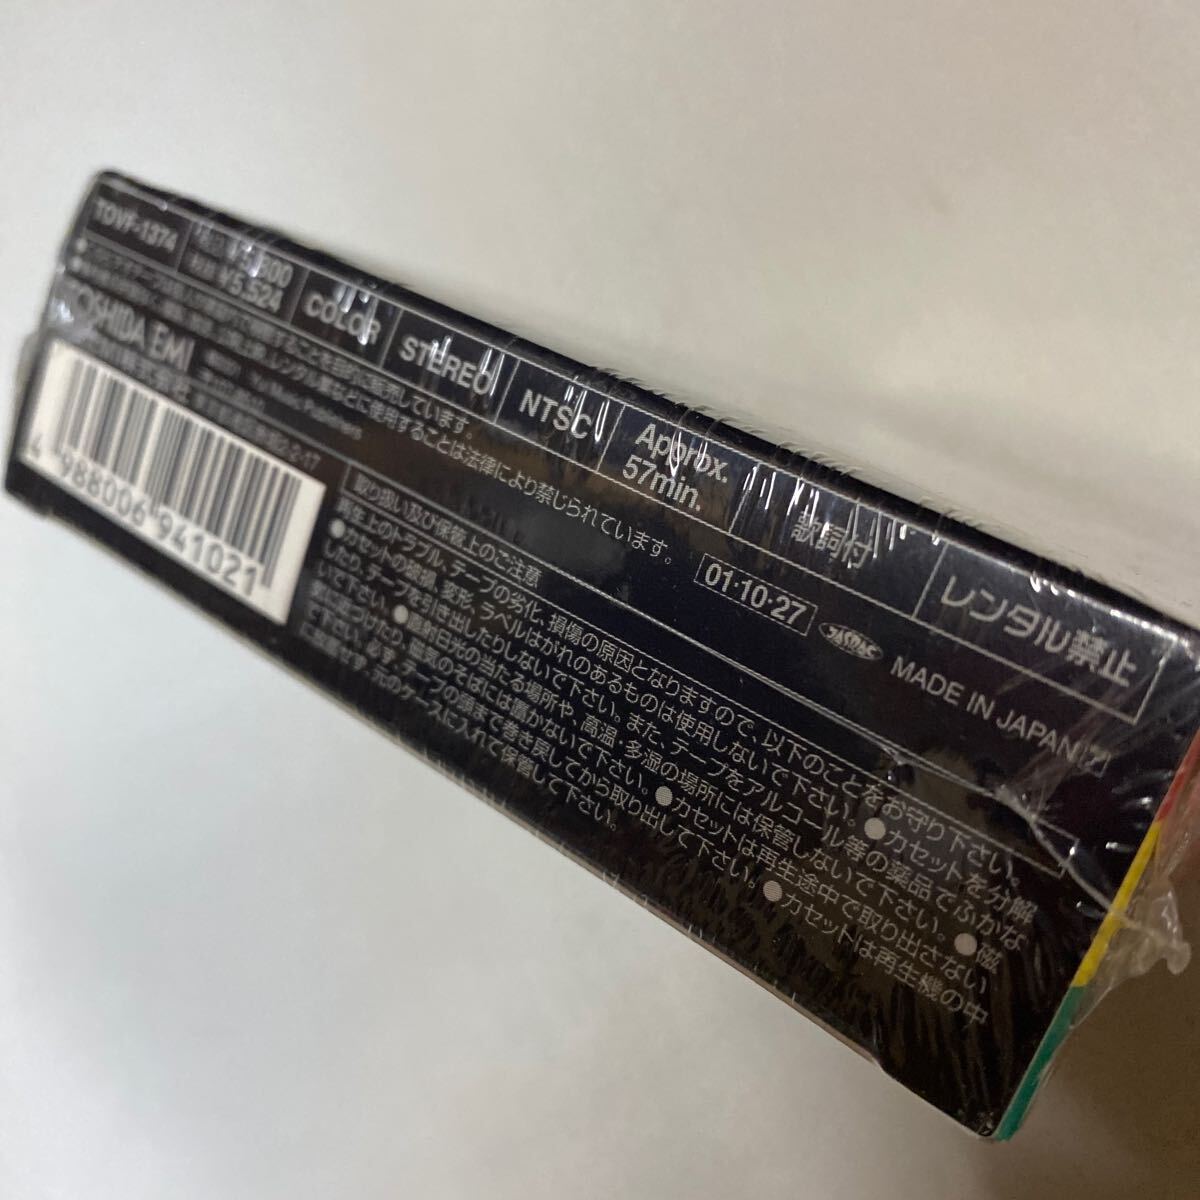 TOVF-1374
¥5,800
¥5,524
COLOR
STEREO
NTSC
Approx.
57min.
歌詞付
レンタル禁止
使用することは法律により禁じられています。
TOSHIBA EMI
2-2-17
01・10・27
JASRAC
MADE IN JAPAN
4 988006 941021
取り扱い及び保管上のご注意
再生上のトラブル、テープの劣化、損傷の原因となりますので、以下のことをお守り下さい。
●カセットの破損、変形、ラベルはがれのあるものは使用しないで下さい。●カセットを分解
したり、テープを引き出したりしないで下さい。また、テープをアルコール等の薬品でふかな
いで下さい。●直射日光の当たる場所や、高温・多湿の場所には保管しないで下さい。●磁
気に近づけたり、磁気のそばには置かないで下さい。●カセットは再生途中で取り出さない
で下さい。必ず、テープの頭まで巻き戻してから取り出して下さい。●カセットは再生機の中
に放置せず、元のケースに入れて保管して下さい。